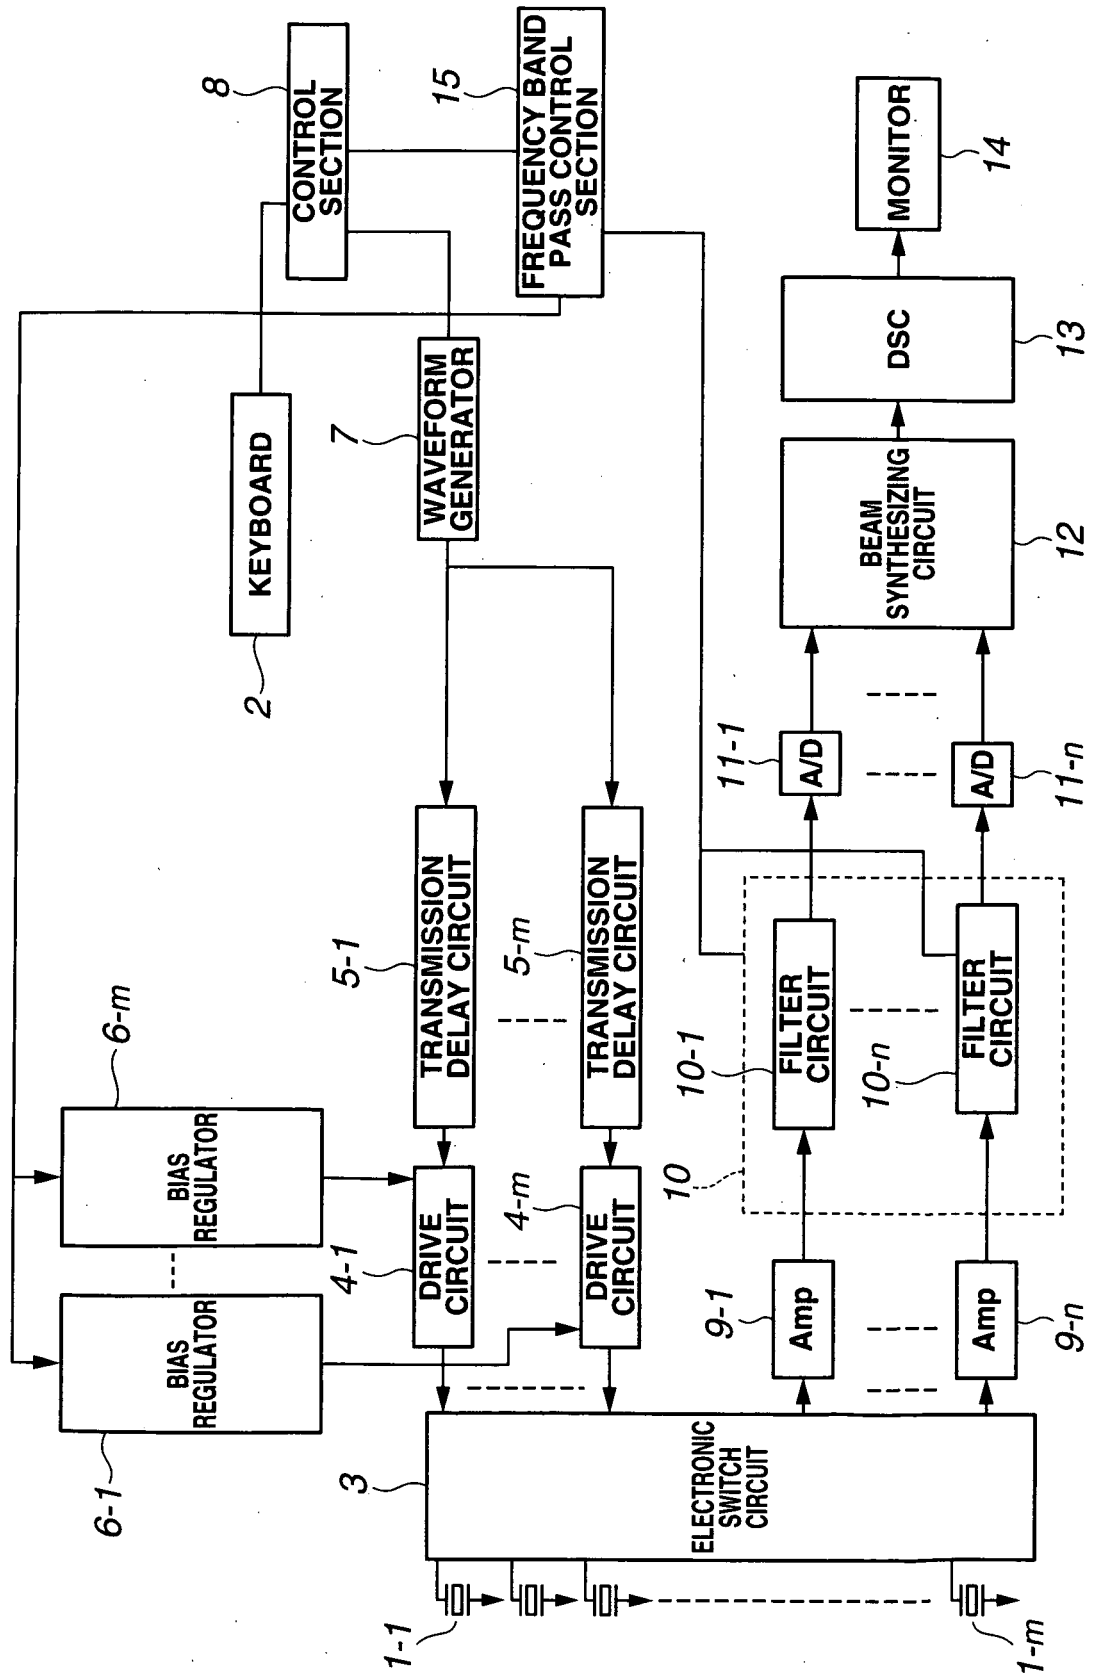 1-1
1-m
3
ELECTRONIC
SWITCH
CIRCUIT
6-1
BIAS
REGULATOR
6-m
BIAS
REGULATOR
4-1
DRIVE
CIRCUIT
4-m
DRIVE
CIRCUIT
5-1
TRANSMISSION
DELAY CIRCUIT
5-m
TRANSMISSION
DELAY CIRCUIT
2
KEYBOARD
7
WAVEFORM
GENERATOR
8
CONTROL
SECTION
15
FREQUENCY BAND
PASS CONTROL
SECTION
9-1
Amp
9-n
Amp
10
10-1
FILTER
CIRCUIT
10-n
FILTER
CIRCUIT
11-1
A/D
11-n
A/D
BEAM
SYNTHESIZING
CIRCUIT
12
DSC
13
MONITOR
14